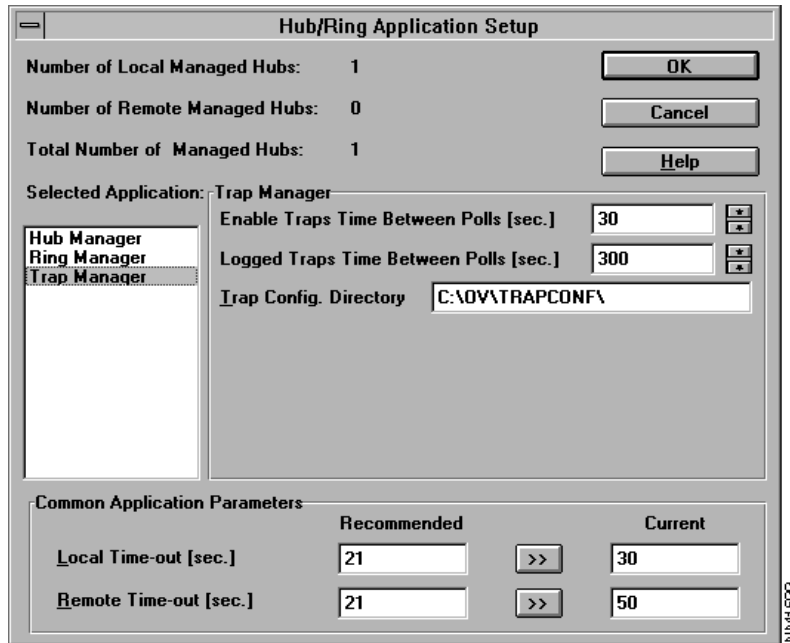 Hub/Ring Application Setup
Number of Local Managed Hubs: 1
OK
Number of Remote Managed Hubs: 0
Cancel
Total Number of Managed Hubs: 1
Help
Selected Application:
Hub Manager
Ring Manager
Trap Manager
Trap Manager
Enable Traps Time Between Polls [sec.] 30
Logged Traps Time Between Polls [sec.] 300
Trap Config. Directory C:\OV\TRAPCONF\
Common Application Parameters
Recommended Current
Local Time-out [sec.] 21 >> 30
Remote Time-out [sec.] 21 >> 50